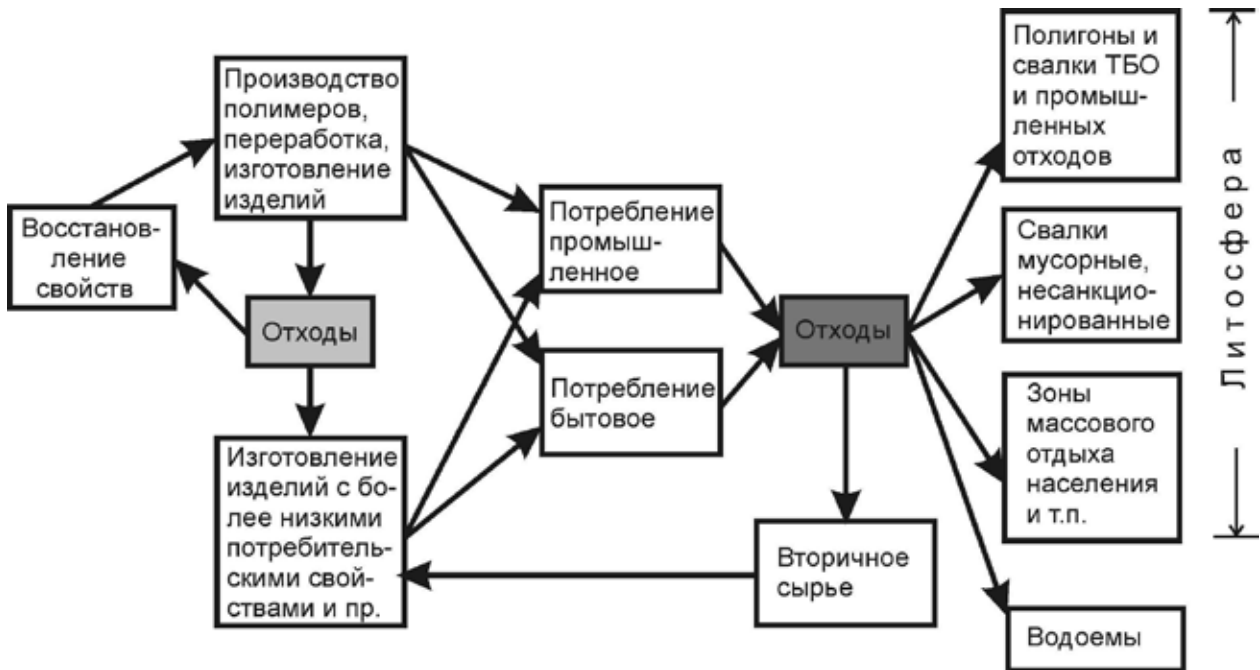 Производство
полимеров,
переработка,
изготовление
изделий
Восстанов-
ление
свойств
Отходы
Изготовление
изделий с бо-
лее низкими
потребитель-
скими свой-
ствами и пр.
Потребление
промыш-
ленное
Потребление
бытовое
Отходы
Вторичное
сырье
Полигоны и
свалки ТБО
и промыш-
ленных
отходов
Свалки
мусорные,
несанкцио-
нированные
Зоны
массового
отдыха
населения
и т.п.
Водоемы
Литосфера